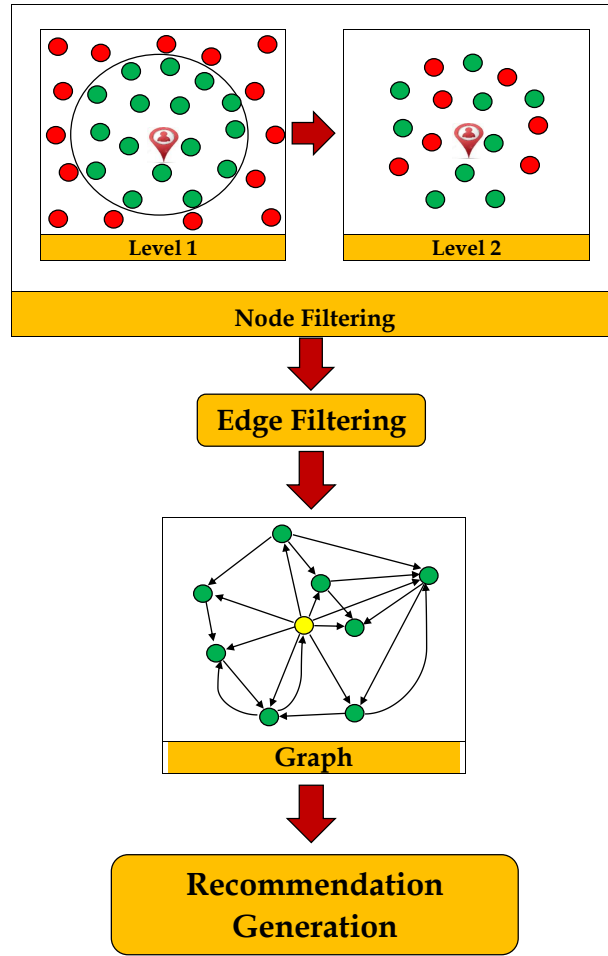 Level 1
Level 2
Node Filtering
Edge Filtering
Graph
Recommendation
Generation